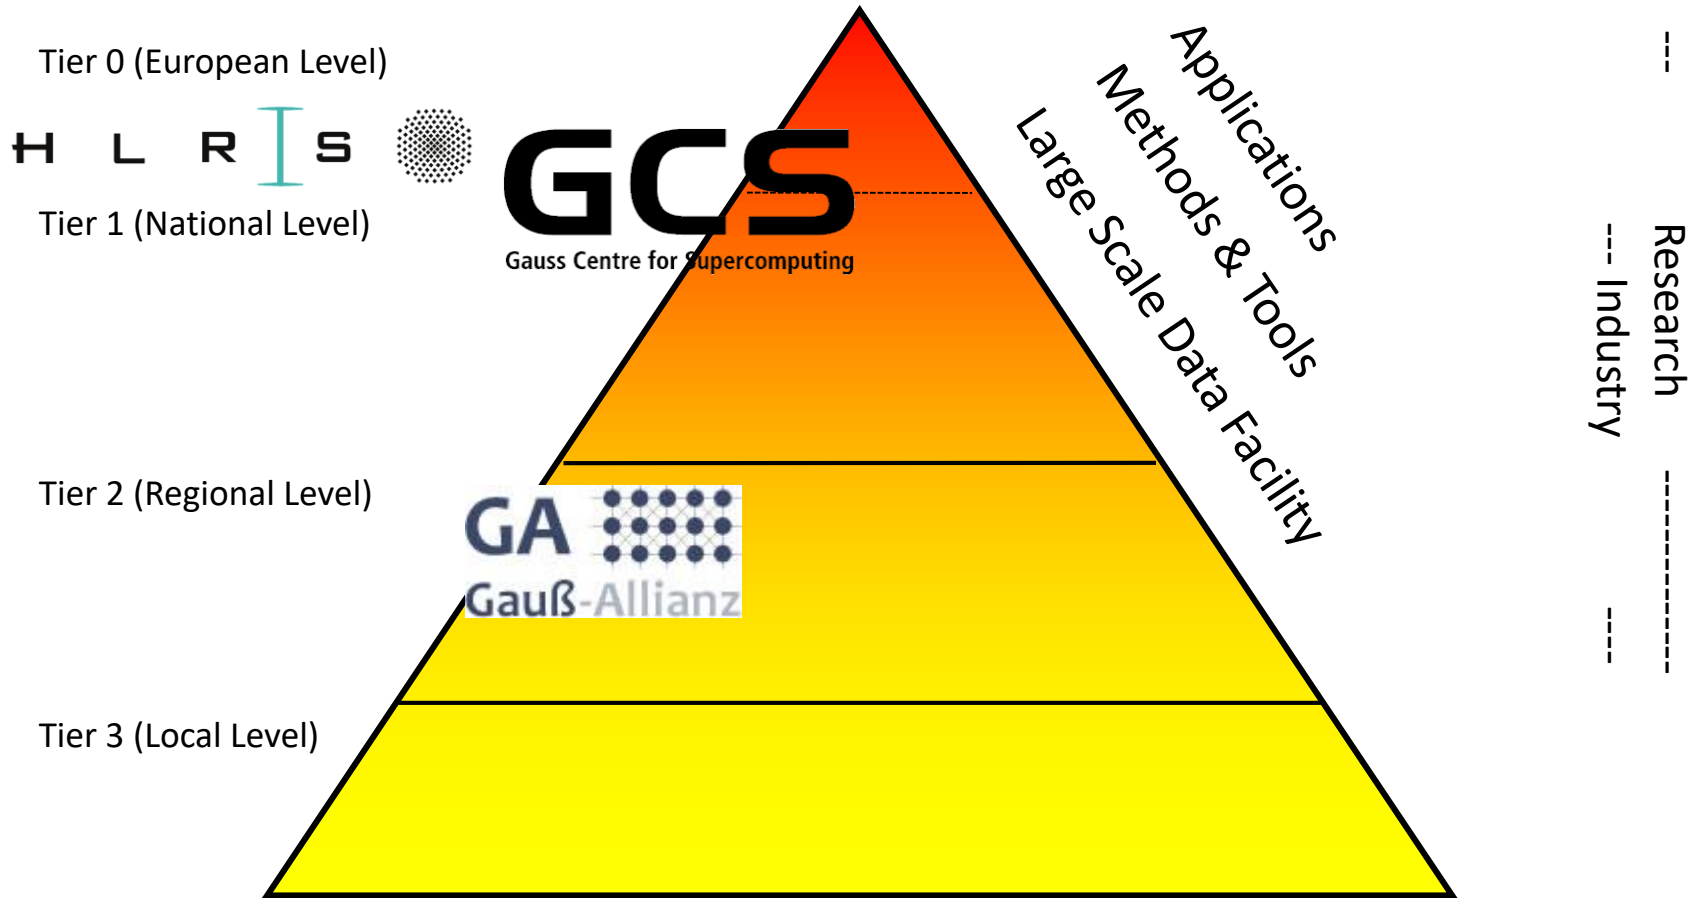 Tier 0 (European Level)
H L R I S
GCS
Gauss Centre for Supercomputing
Tier 1 (National Level)
Tier 2 (Regional Level)
GA
Gauß-Allianz
Tier 3 (Local Level)
Applications
Methods & Tools
Large Scale Data Facility
--- Research ---------------
--- Industry ----